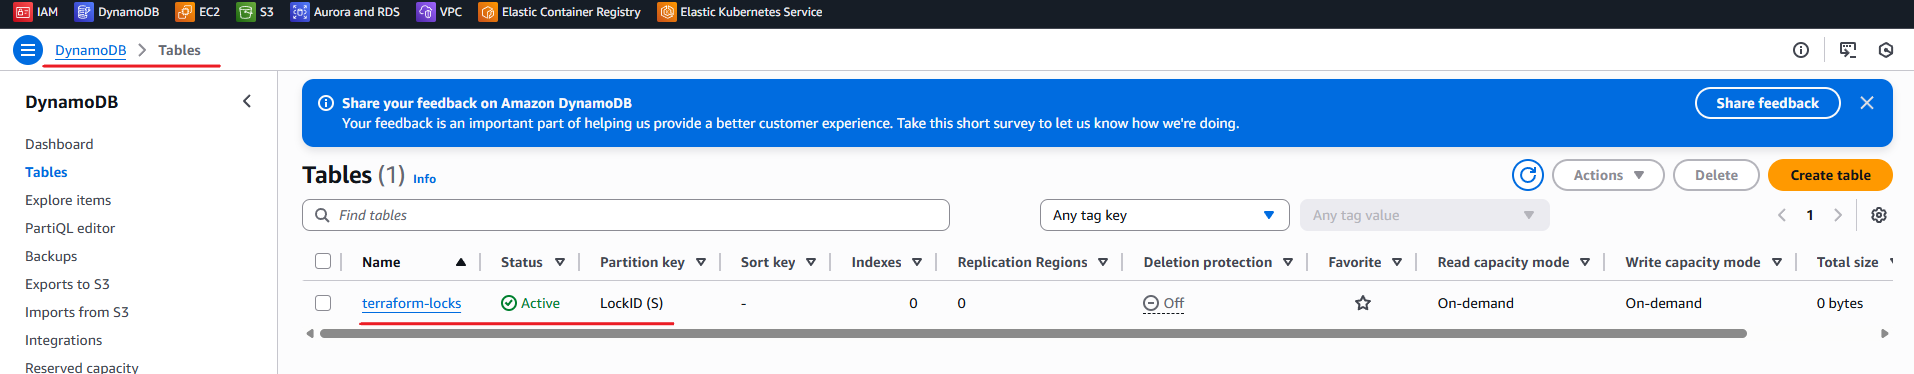 IAM DynamoDB EC2 S3 Aurora and RDS VPC Elastic Container Registry Elastic Kubernetes Service
DynamoDB Tables
DynamoDB
Dashboard
Tables
Explore items
PartiQL editor
Backups
Exports to S3
Imports from S3
Integrations
Reserved capacity
Share your feedback on Amazon DynamoDB
Your feedback is an important part of helping us provide a better customer experience. Take this short survey to let us know how we're doing.
Share feedback
Tables (1) Info
Actions Delete Create table
Find tables Any tag key Any tag value 1
Name Status Partition key Sort key Indexes Replication Regions Deletion protection Favorite Read capacity mode Write capacity mode Total size
terraform-locks Active LockID (S) - 0 0 Off On-demand On-demand 0 bytes